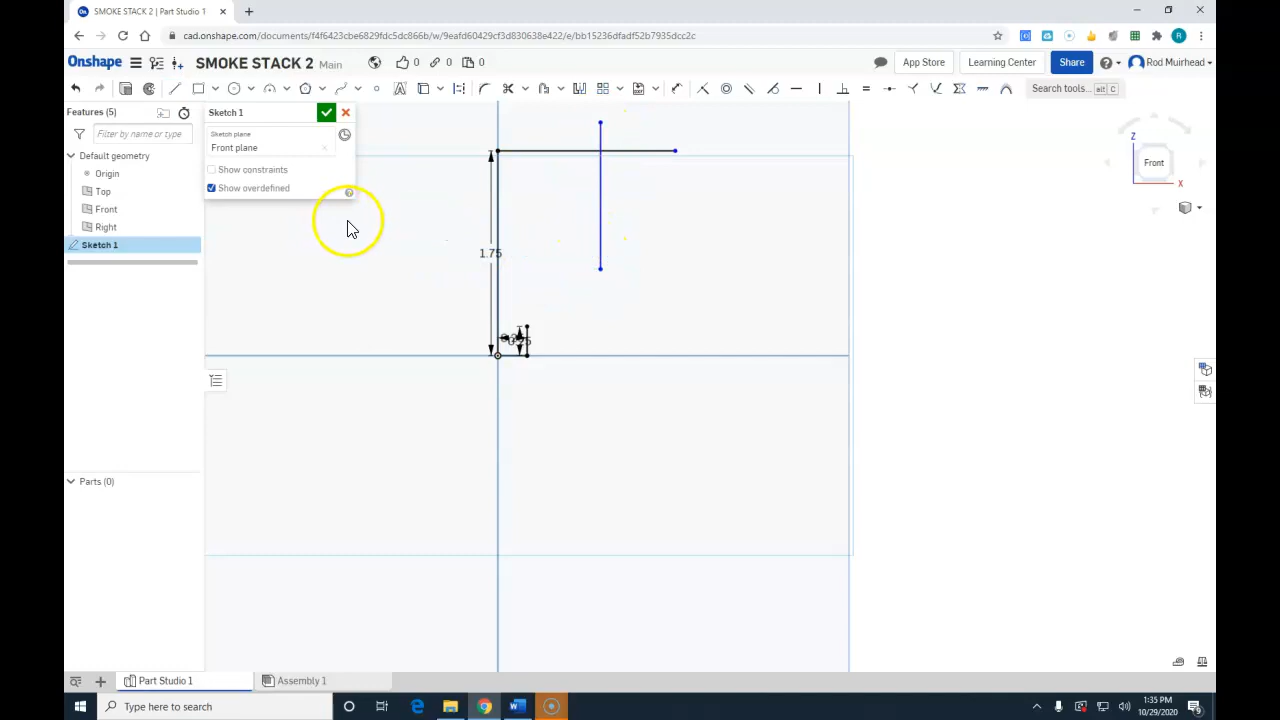 SMOKE STACK 2 | Part Studio 1
cad.onshape.com/documents/f4f6423cbe6829fdc5dc866b/w/9eafd60429cf3d830638e422/e/bb15236dfadf52b7935dcc2c
Onshape SMOKE STACK 2 Main 0 0 0 App Store Learning Center Share Rod Muirhead
Search tools... alt C
Features (5) Sketch 1
Filter by name or type
Sketch plane
Front plane
Default geometry
Origin
Show constraints
Top
Show overdefined
Front
Right
Sketch 1
1.75
Z
Front
X
Parts (0)
Part Studio 1 Assembly 1
Type here to search
1:35 PM
10/29/2020